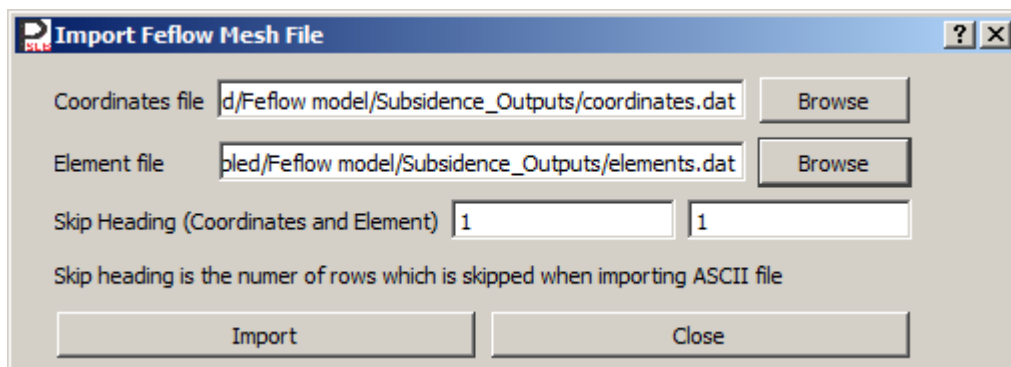 Import Feflow Mesh File
Coordinates file d/Feflow model/Subsidence_Outputs/coordinates.dat Browse
Element file pled/Feflow model/Subsidence_Outputs/elements.dat Browse
Skip Heading (Coordinates and Element) 1 1
Skip heading is the numer of rows which is skipped when importing ASCII file
Import Close